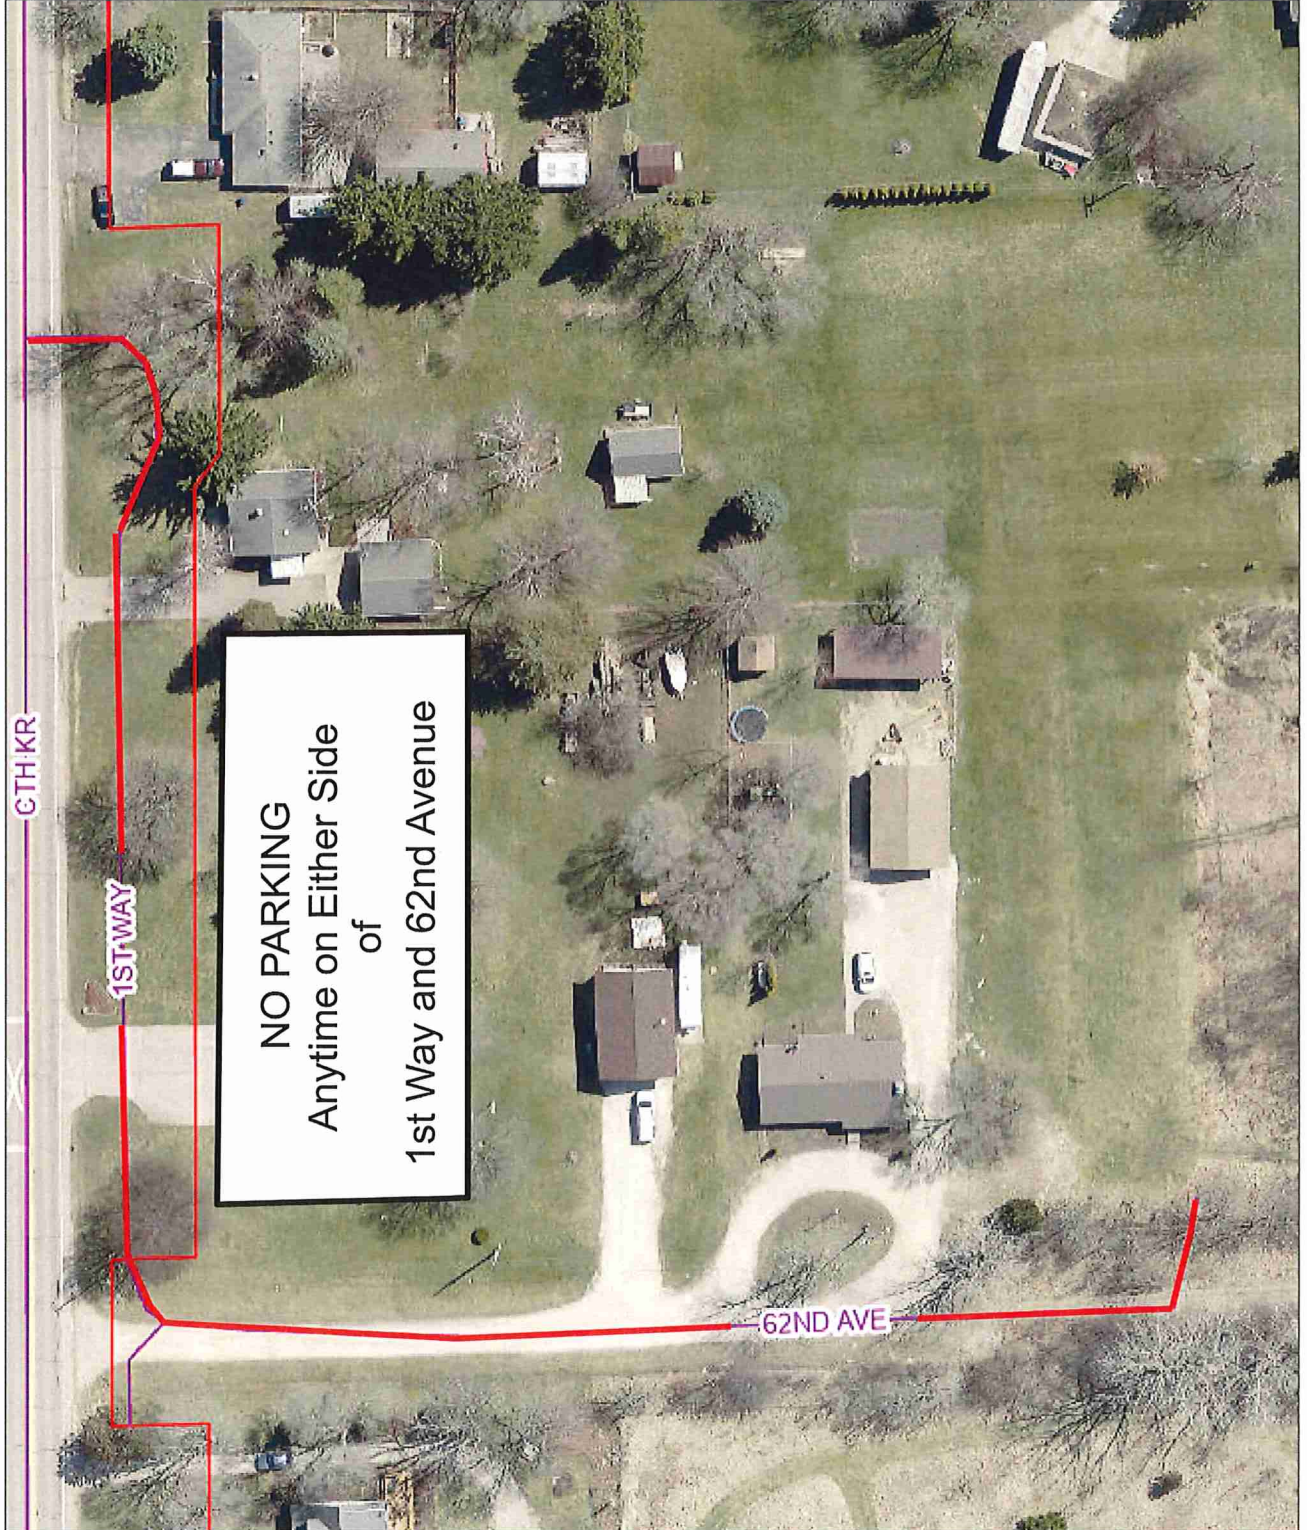 CTH KR
1ST WAY
NO PARKING
Anytime on Either Side
of
1st Way and 62nd Avenue
62ND AVE